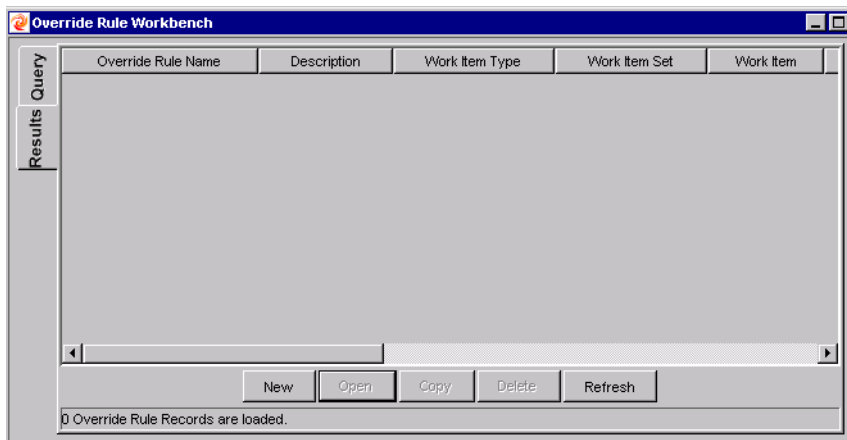 Override Rule Workbench
Query
Results
Override Rule Name Description Work Item Type Work Item Set Work Item
New Open Copy Delete Refresh
0 Override Rule Records are loaded.